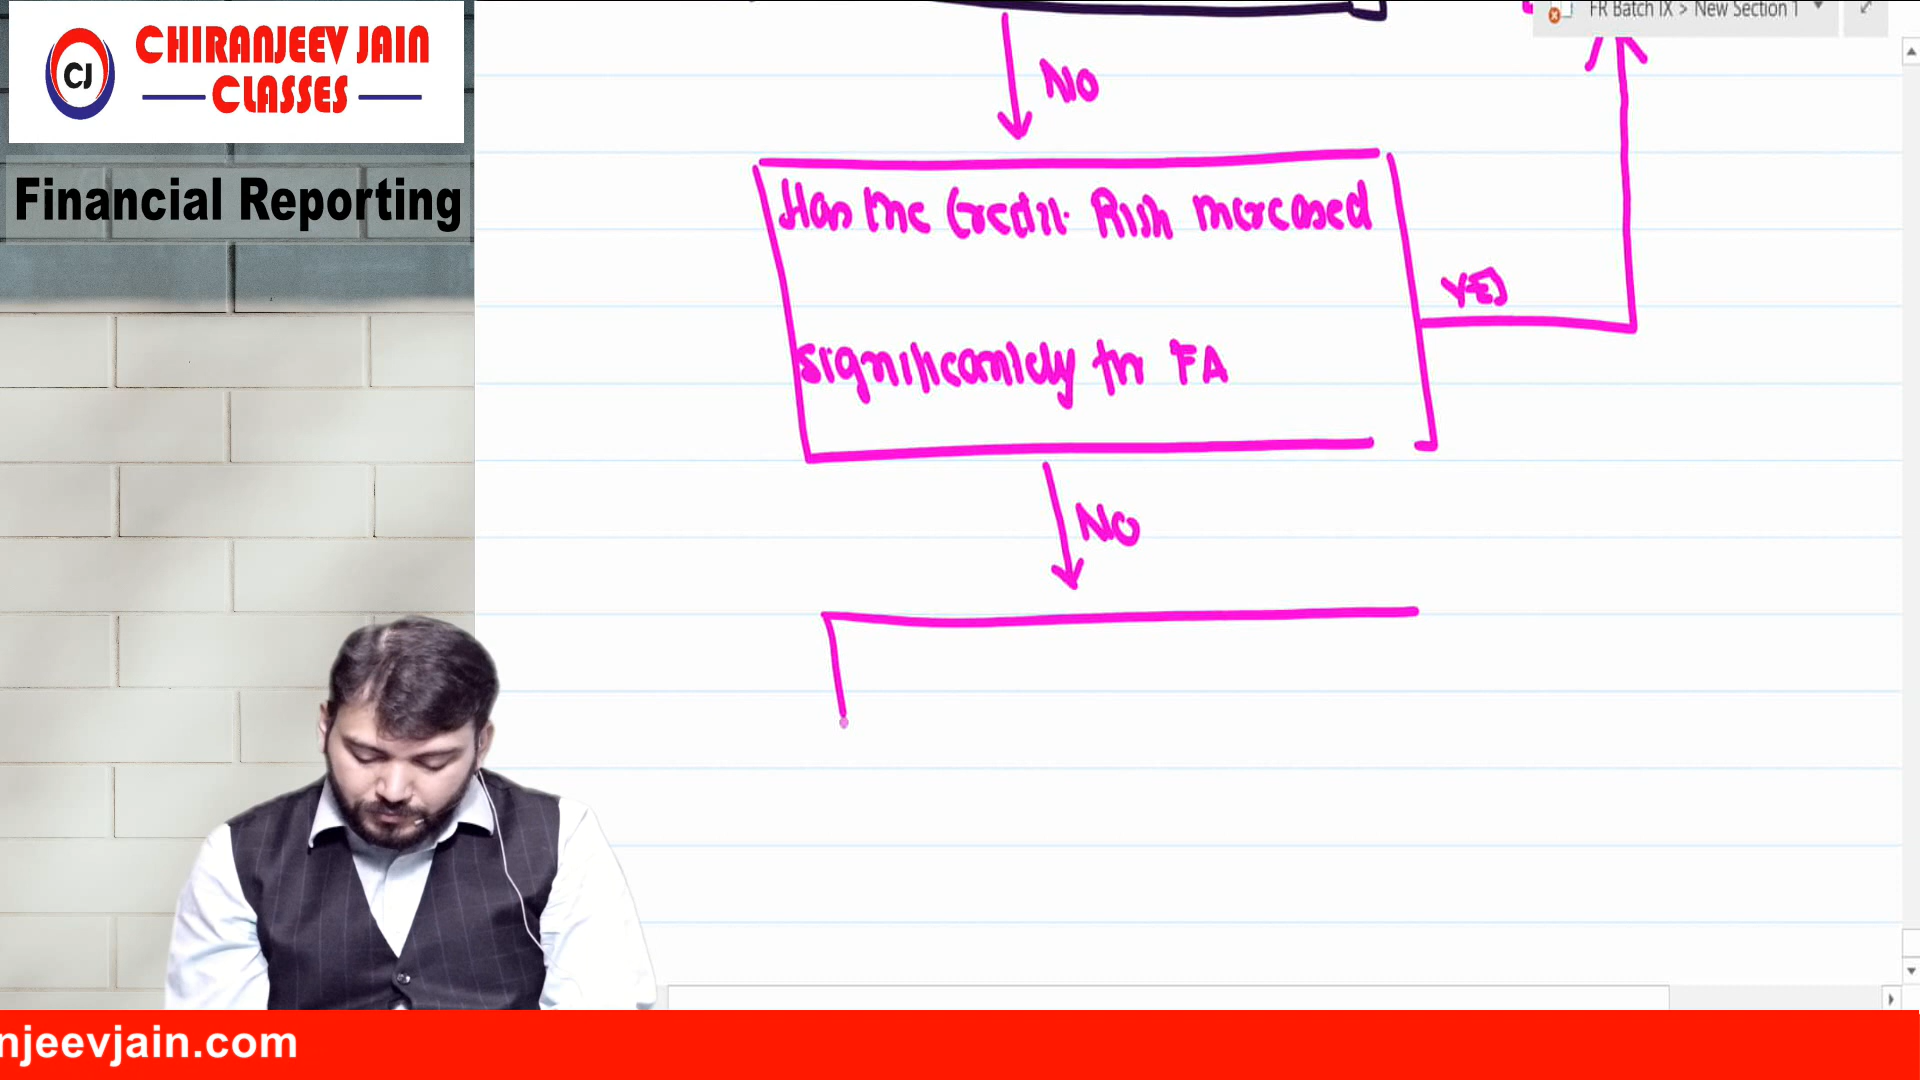 CHIRANJEEV JAIN
CJ
CLASSES
Financial Reporting
FR Batch IX > New Section 1
NO
Has the Credit Risk increased
YES
significantly for FA
NO
njeevjain.com